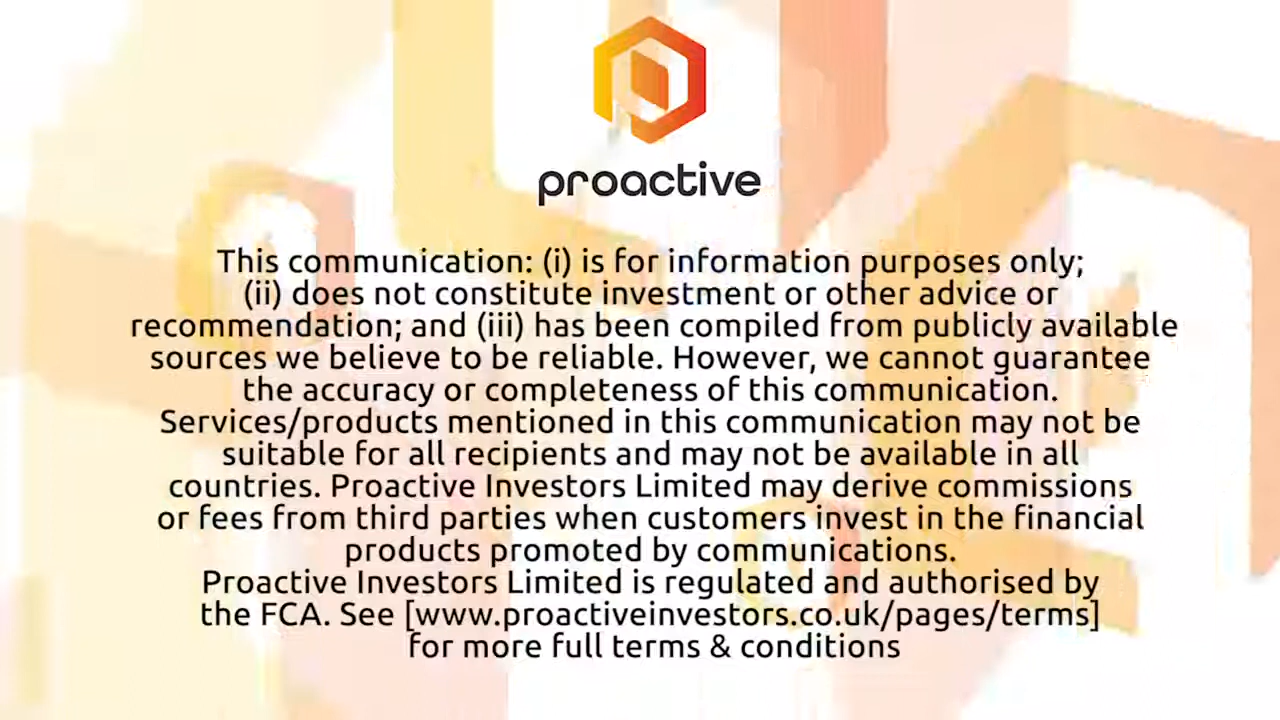 proactive
This communication: (i) is for information purposes only;
(ii) does not constitute investment or other advice or
recommendation; and (iii) has been compiled from publicly available
sources we believe to be reliable. However, we cannot guarantee
the accuracy or completeness of this communication.
Services/products mentioned in this communication may not be
suitable for all recipients and may not be available in all
countries. Proactive Investors Limited may derive commissions
or fees from third parties when customers invest in the financial
products promoted by communications.
Proactive Investors Limited is regulated and authorised by
the FCA. See [www.proactiveinvestors.co.uk/pages/terms]
for more full terms & conditions